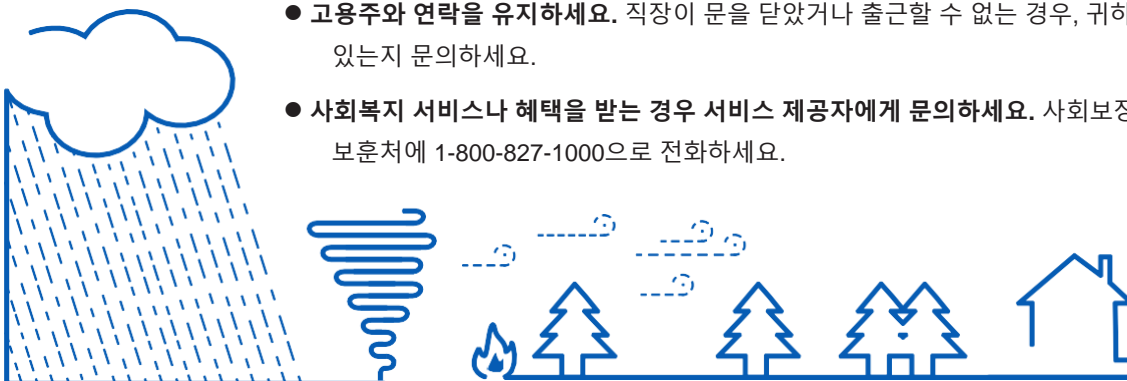 ● 고용주와 연락을 유지하세요. 직장이 문을 닫았거나 출근할 수 없는 경우, 귀하
있는지 문의하세요.
● 사회복지 서비스나 혜택을 받는 경우 서비스 제공자에게 문의하세요. 사회보장
보훈처에 1-800-827-1000으로 전화하세요.